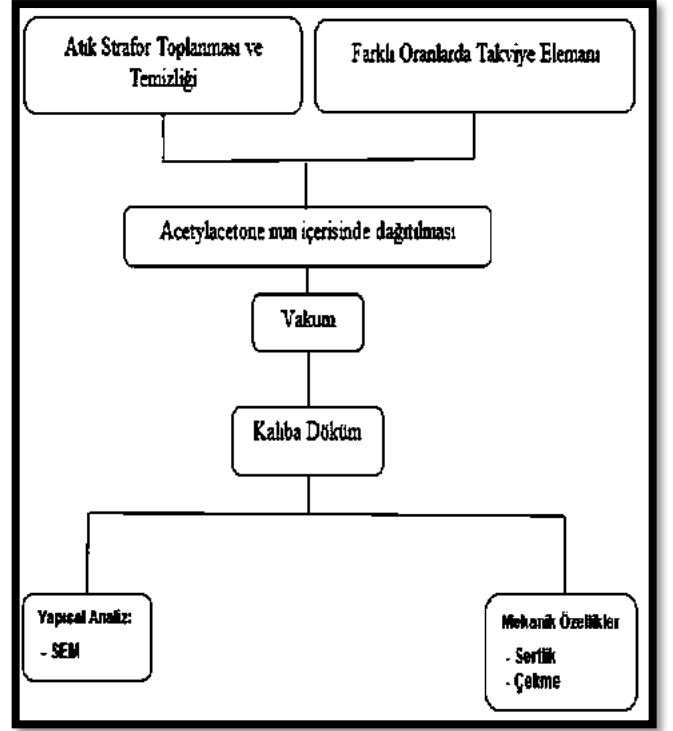 Atık Strafor Toplanması ve
Temizliği
Farklı Oranlarda Takviye Elemanı
Acetylacetone nun içerisinde dağıtılması
Vakum
Kalıba Döküm
Yapısal Analiz:
- SEM
Mekanik Özellikler
- Sertlik
- Çekme